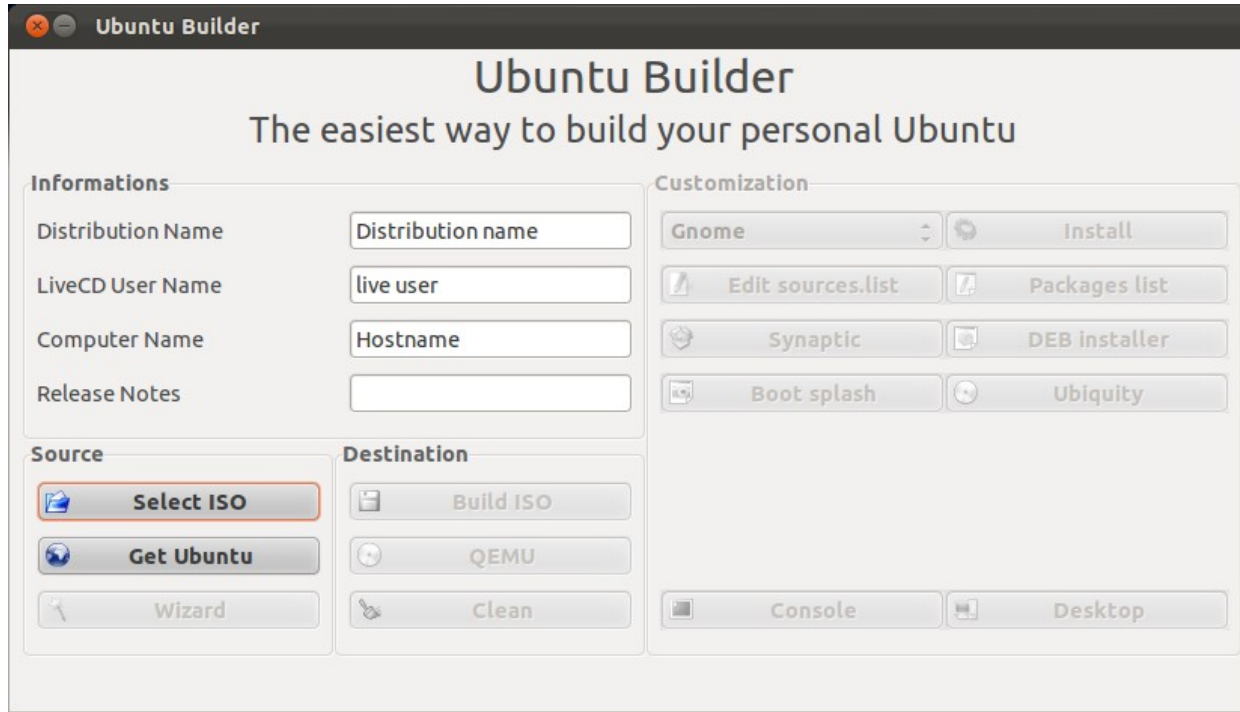 Ubuntu Builder
Ubuntu Builder
The easiest way to build your personal Ubuntu
Informations
Distribution Name Distribution name
LiveCD User Name live user
Computer Name Hostname
Release Notes
Source
Select ISO
Get Ubuntu
Wizard
Destination
Build ISO
QEMU
Clean
Customization
Gnome Install
Edit sources.list Packages list
Synaptic DEB installer
Boot splash Ubiquity
Console Desktop